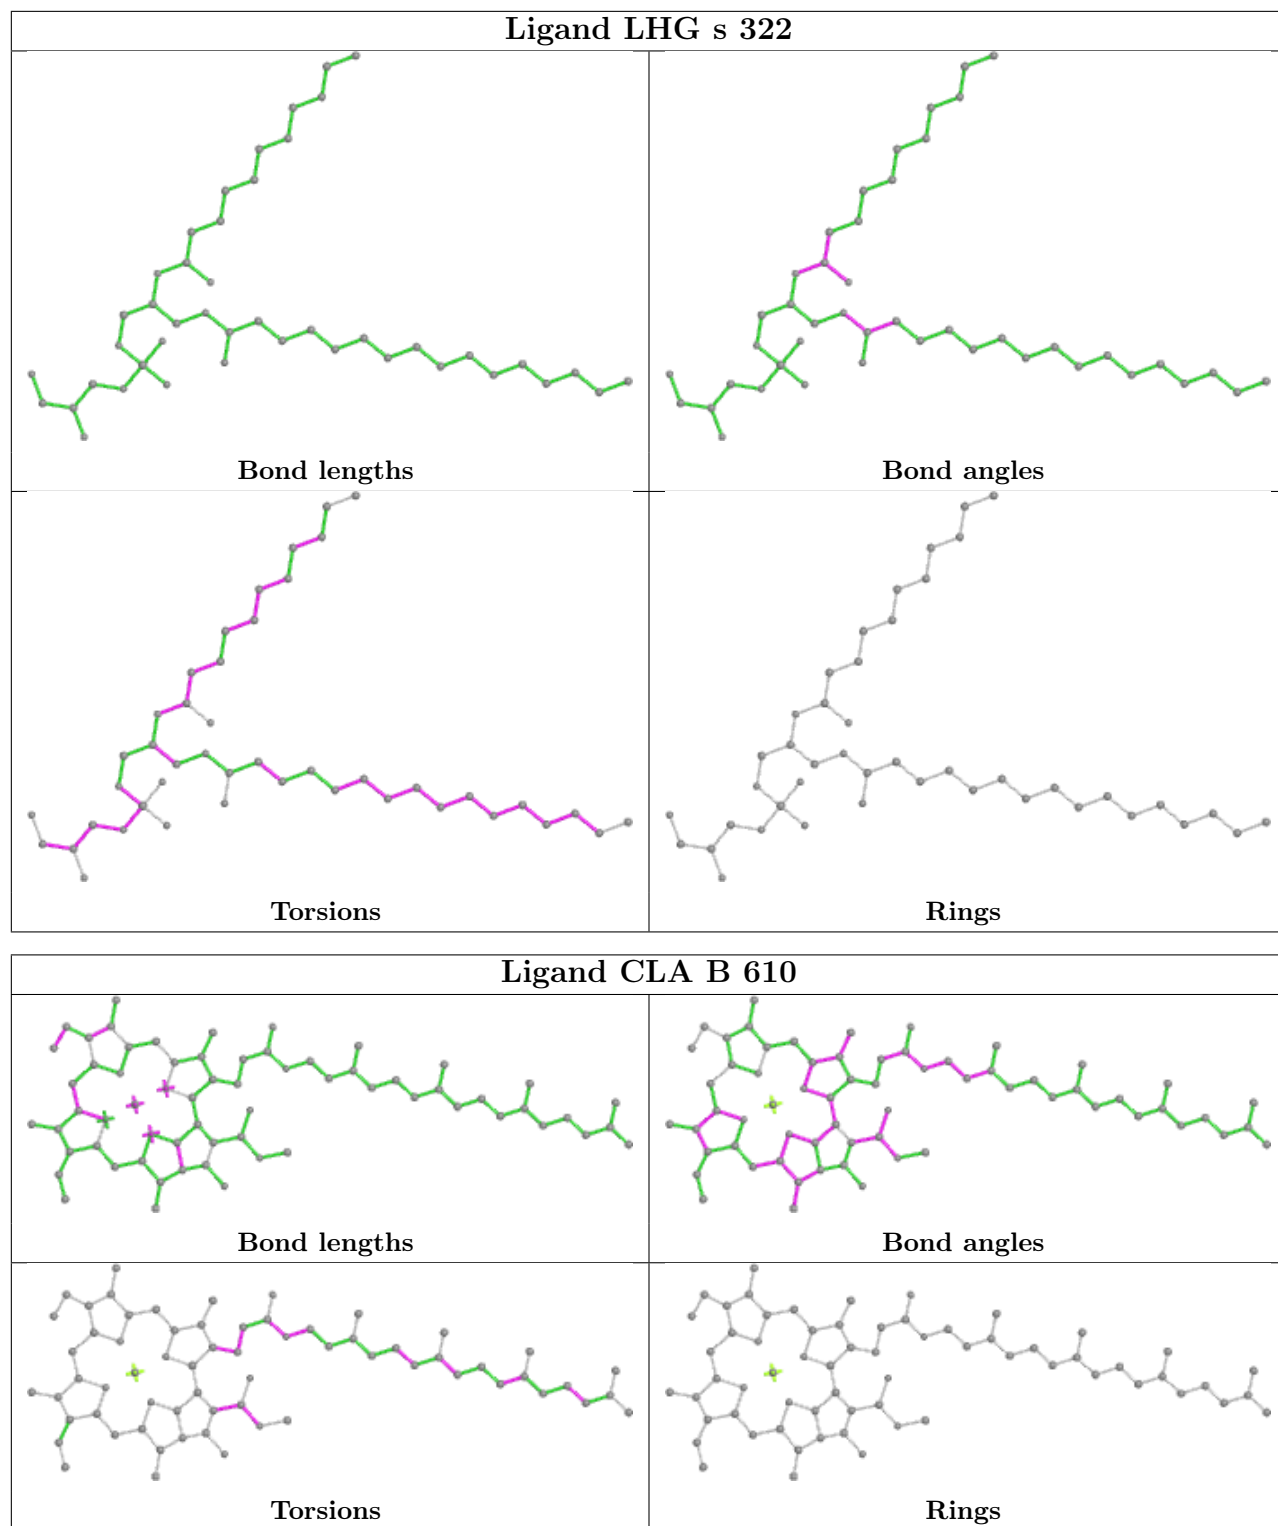 Ligand LHG s 322
Bond lengths
Bond angles
Torsions
Rings
Ligand CLA B 610
Bond lengths
Bond angles
Torsions
Rings